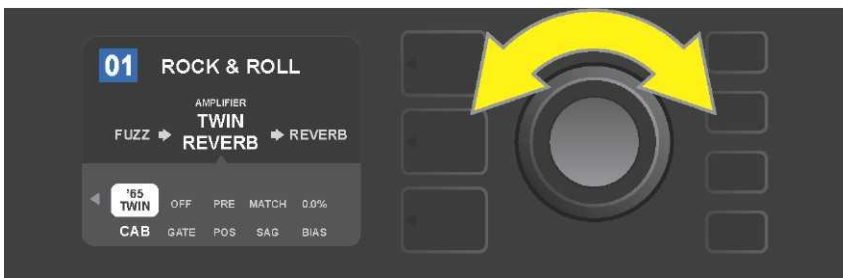 01 ROCK & ROLL
AMPLIFIER
TWIN
FUZZ REVERB REVERB
'65
TWIN OFF PRE MATCH 0.0%
CAB GATE POS SAG BIAS